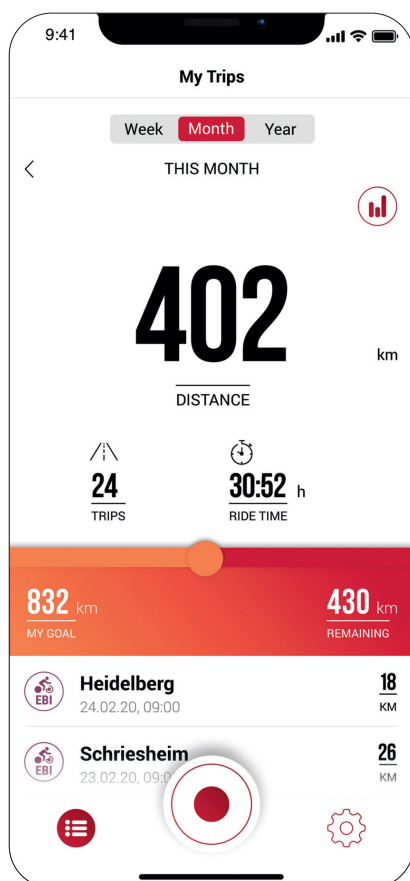 9:41
My Trips
Week Month Year
THIS MONTH
402 km
DISTANCE
24 30:52 h
TRIPS RIDE TIME
832 km 430 km
MY GOAL REMAINING
EBI Heidelberg 18
24.02.20, 09:00 KM
EBI Schriesheim 26
23.02.20, KM